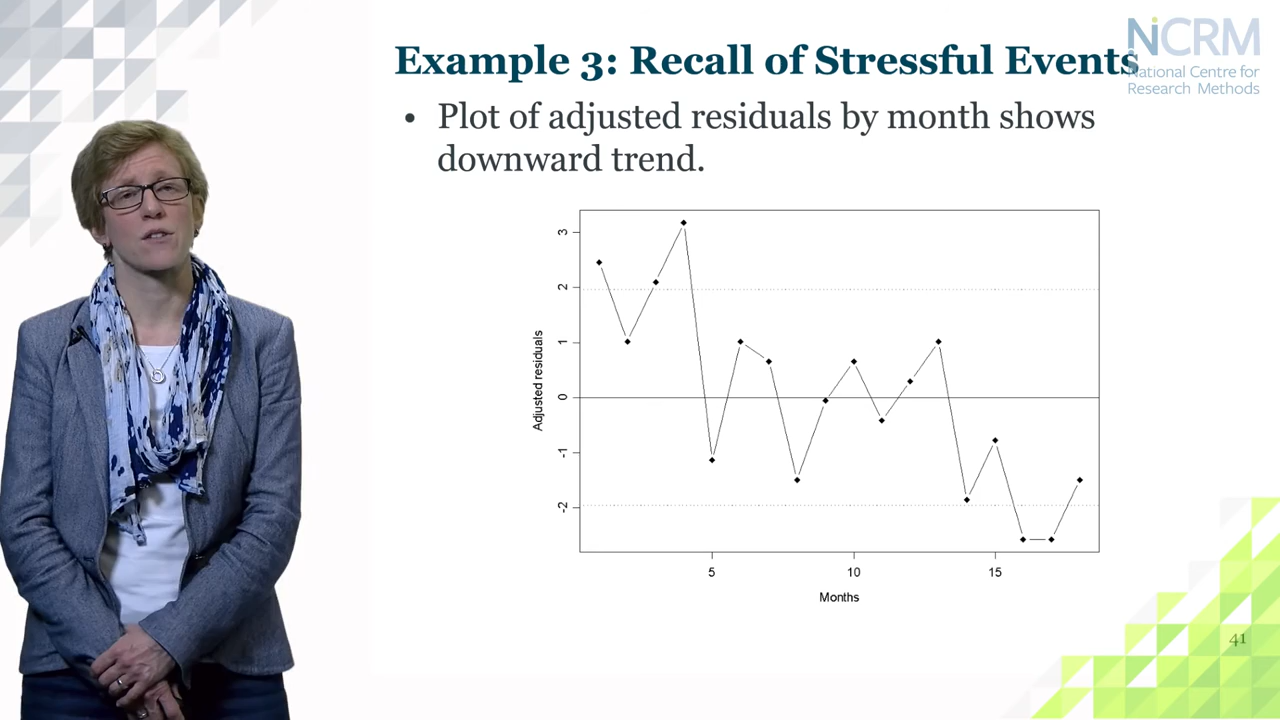 Example 3: Recall of Stressful Events
NCRM
National Centre for
Research Methods
• Plot of adjusted residuals by month shows
downward trend.
3
2
1
0
-1
-2
Adjusted residuals
5 10 15
Months
41